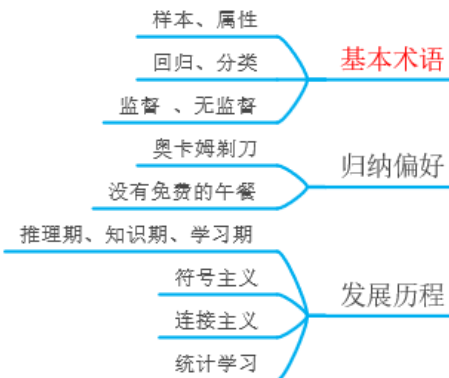 样本、属性
回归、分类
基本术语
监督 、无监督
奥卡姆剃刀
归纳偏好
没有免费的午餐
推理期、知识期、学习期
符号主义
发展历程
连接主义
统计学习